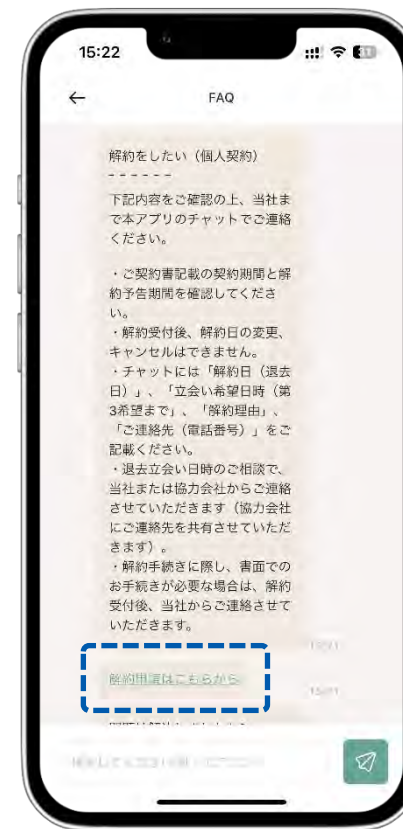 15:22
FAQ
解約をしたい（個人契約）
------
下記内容をご確認の上、当社ま
で本アプリのチャットでご連絡
ください。
・ご契約書記載の契約期間と解
約予告期間を確認してくださ
い。
・解約受付後、解約日の変更、
キャンセルはできません。
・チャットには「解約日（退去
日）」、「立会い希望日時（第
3希望まで」、「解約理由」、
「ご連絡先（電話番号）」をご
記載ください。
・退去立会い日時のご相談で、
当社または協力会社からご連絡
させていただきます（協力会社
にご連絡先を共有させていただ
きます）。
・解約手続きに際し、書面での
お手続きが必要な場合は、解約
受付後、当社からご連絡させて
いただきます。
解約申請はこちらから